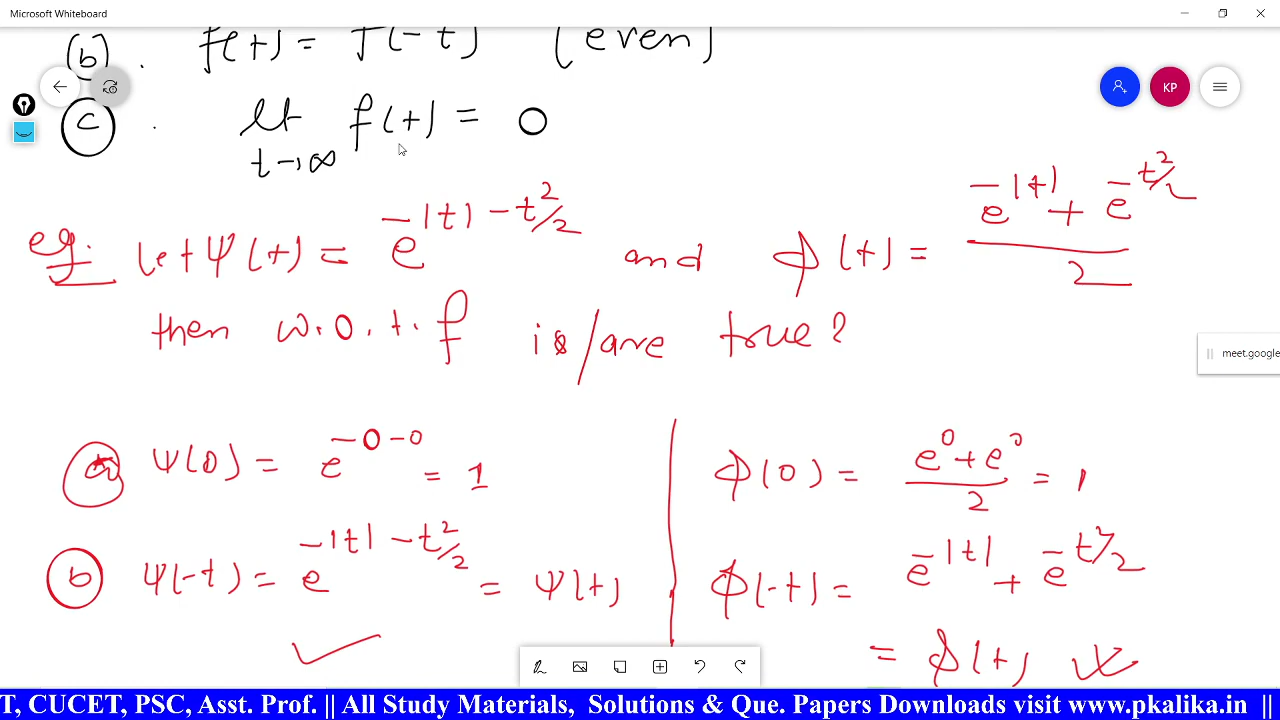 Microsoft Whiteboard
(b) . f(t) = f(-t) (even)
(c) . lt t→∞ f(t) = 0
KP
eg. let ψ(t) = e^{-|t| - t²/2} and ϕ(t) = (e^{-|t|} + e^{-t²/2})/2
then w.o.t.f is/are true?
meet.google
(a) ψ(0) = e^{-0-0} = 1
ϕ(0) = (e^0 + e^0)/2 = 1
(b) ψ(-t) = e^{-|t| - t²/2} = ψ(t)
ϕ(-t) = e^{-|t|} + e^{-t²/2}
= ϕ(t)
T, CUCET, PSC, Asst. Prof. || All Study Materials, Solutions & Que. Papers Downloads visit www.pkalika.in ||